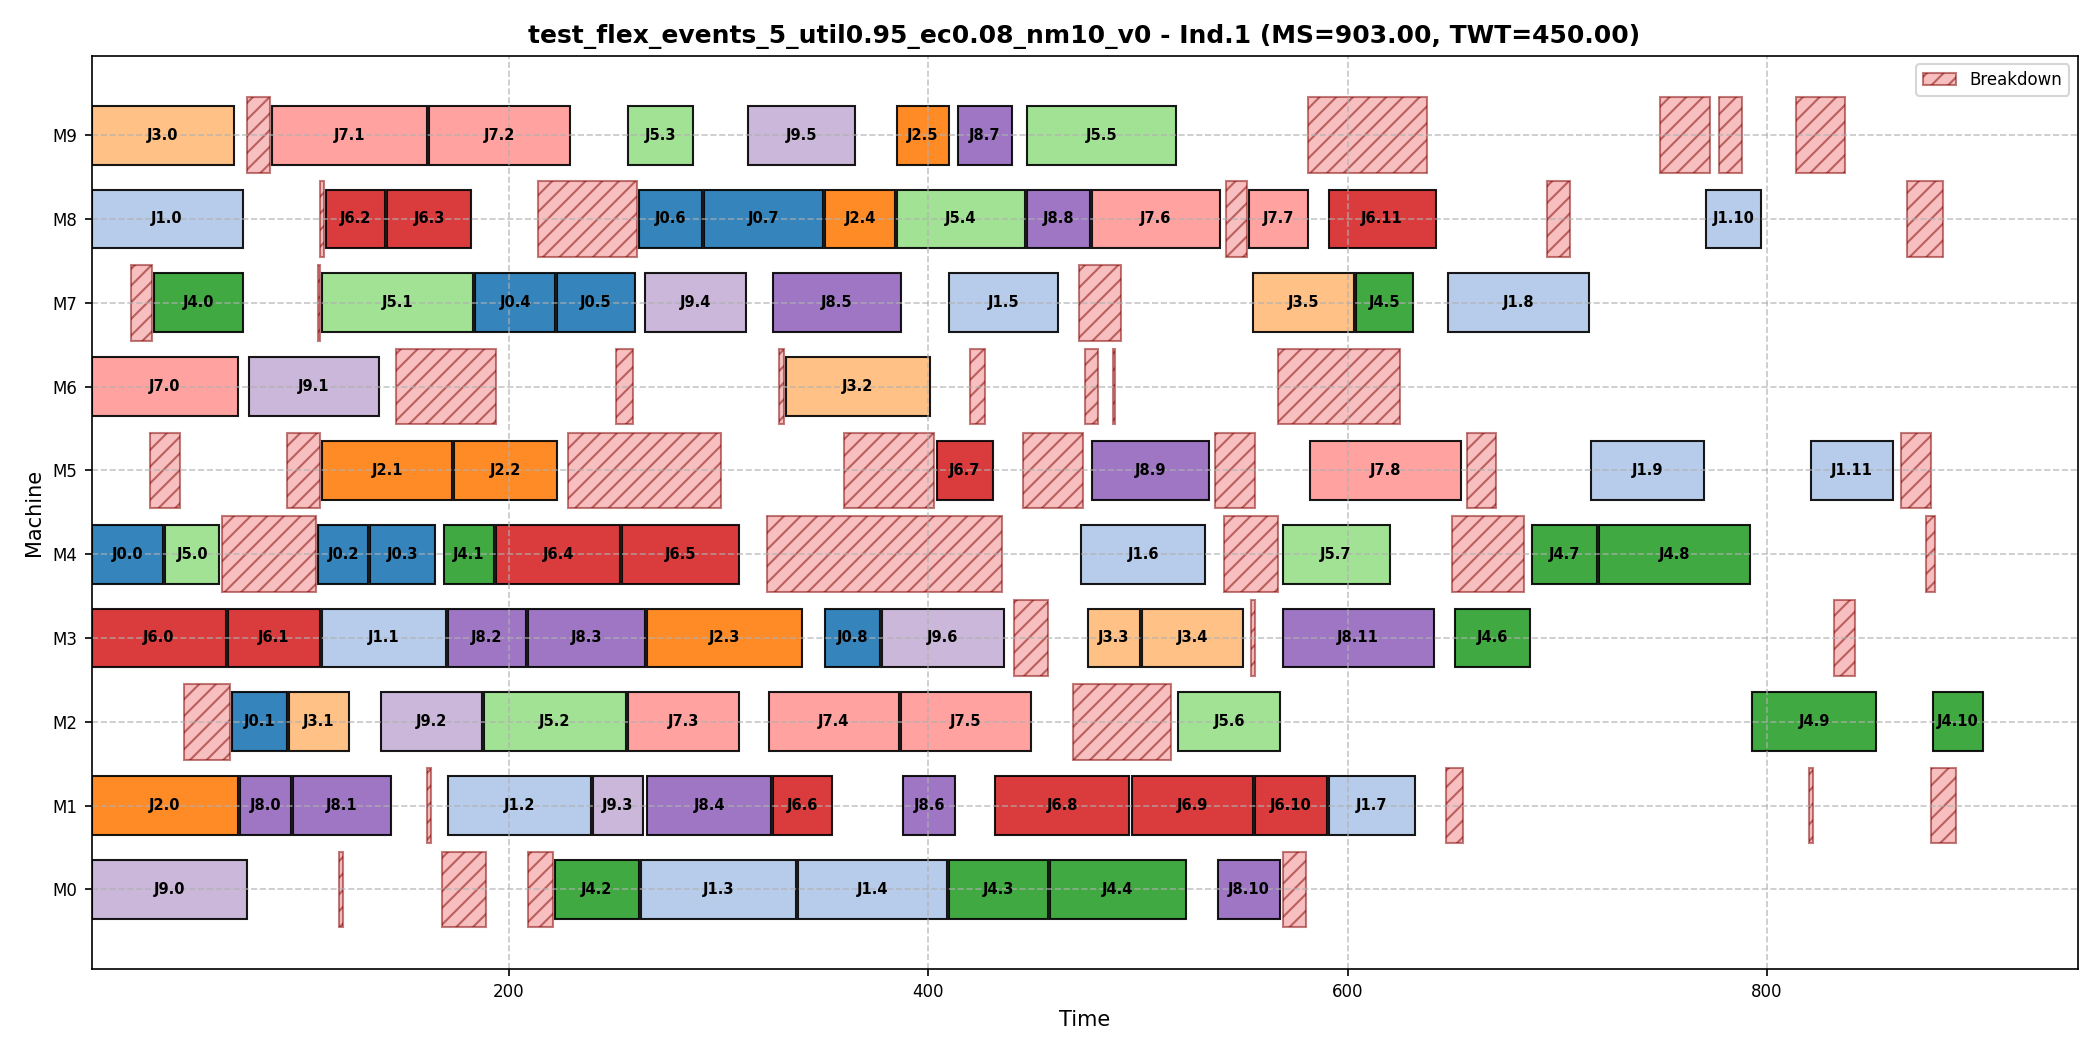 test_flex_events_5_util0.95_ec0.08_nm10_v0 - Ind.1 (MS=903.00, TWT=450.00)
Breakdown
M9 J3.0 J7.1 J7.2 J5.3 J9.5 J2.5 J8.7 J5.5
M8 J1.0 J6.2 J6.3 J0.6 J0.7 J2.4 J5.4 J8.8 J7.6 J7.7 J6.11 J1.10
M7 J4.0 J5.1 J0.4 J0.5 J9.4 J8.5 J1.5 J3.5 J4.5 J1.8
M6 J7.0 J9.1 J3.2
M5 J2.1 J2.2 J6.7 J8.9 J7.8 J1.9 J1.11
M4 J0.0 J5.0 J0.2 J0.3 J4.1 J6.4 J6.5 J1.6 J5.7 J4.7 J4.8
M3 J6.0 J6.1 J1.1 J8.2 J8.3 J2.3 J0.8 J9.6 J3.3 J3.4 J8.11 J4.6
M2 J0.1 J3.1 J9.2 J5.2 J7.3 J7.4 J7.5 J5.6 J4.9 J4.10
M1 J2.0 J8.0 J8.1 J1.2 J9.3 J8.4 J6.6 J8.6 J6.8 J6.9 J6.10 J1.7
M0 J9.0 J4.2 J1.3 J1.4 J4.3 J4.4 J8.10
Machine
200 400 600 800
Time